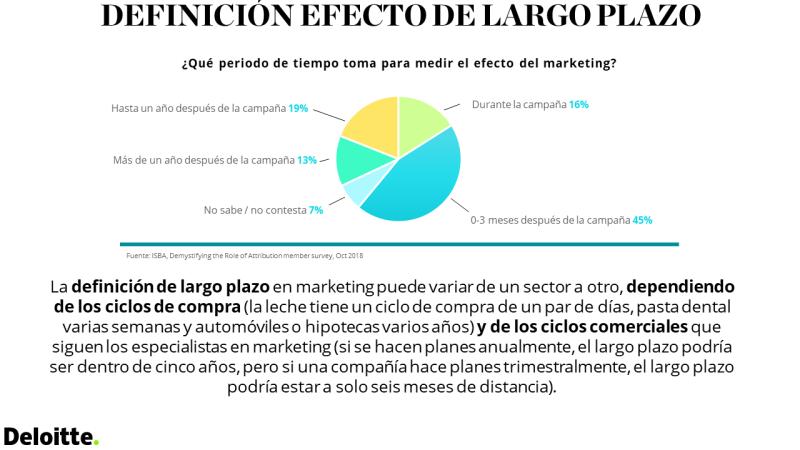 DEFINICIÓN EFECTO DE LARGO PLAZO
¿Qué periodo de tiempo toma para medir el efecto del marketing?
Hasta un año después de la campaña 19%
Durante la campaña 16%
Más de un año después de la campaña 13%
No sabe / no contesta 7%
0-3 meses después de la campaña 45%
Fuente: ISBA, Demystifying the Role of Attribution member survey, Oct 2018
La definición de largo plazo en marketing puede variar de un sector a otro, dependiendo
de los ciclos de compra (la leche tiene un ciclo de compra de un par de días, pasta dental
varias semanas y automóviles o hipotecas varios años) y de los ciclos comerciales que
siguen los especialistas en marketing (si se hacen planes anualmente, el largo plazo podría
ser dentro de cinco años, pero si una compañía hace planes trimestralmente, el largo plazo
podría estar a solo seis meses de distancia).
Deloitte.